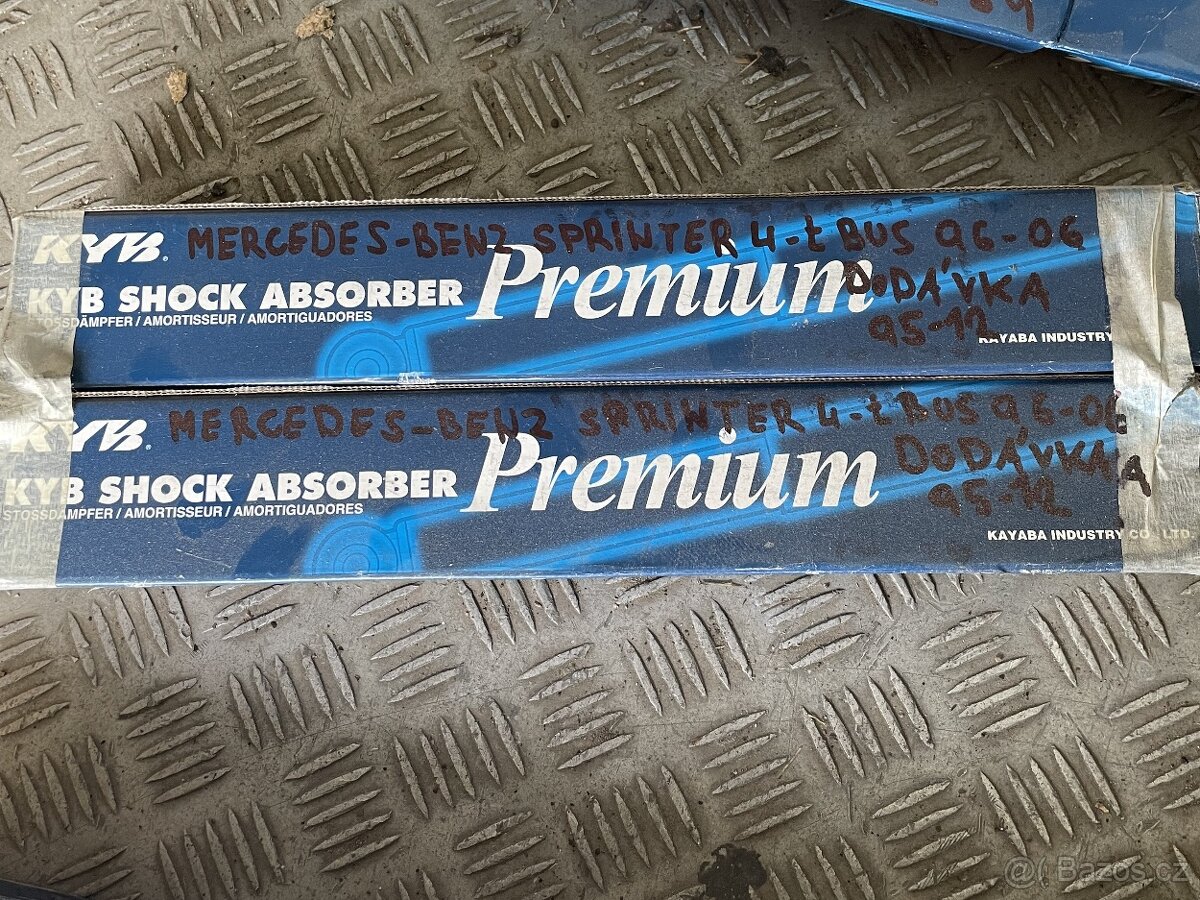 KYB® MERCEDES-BENZ SPRINTER 4-t BUS 96-06
KYB SHOCK ABSORBER Premium DODÁVKA
STOSSDÄMPFER / AMORTISSEUR / AMORTIGUADORES
95-12
KAYABA INDUSTRY
KYB® MERCEDES-BENZ SPRINTER 4-t BUS 96-06
KYB SHOCK ABSORBER Premium DODÁVKA A
STOSSDÄMPFER / AMORTISSEUR / AMORTIGUADORES
95-12
KAYABA INDUSTRY CO., LTD.
Bazos.cz